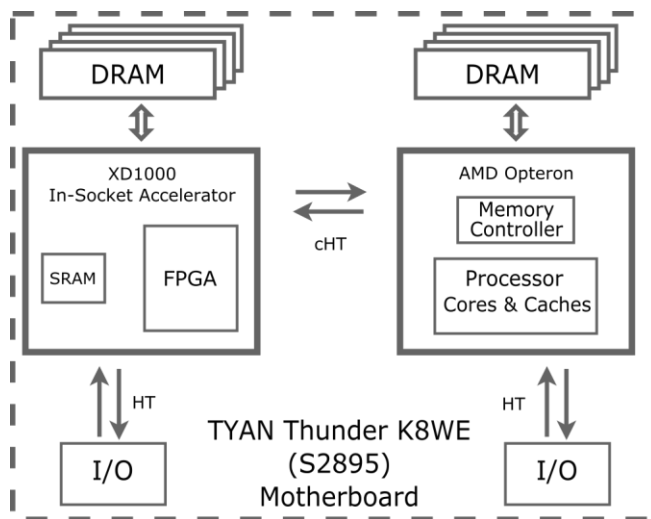 DRAM
DRAM
XD1000
In-Socket Accelerator
SRAM
FPGA
cHT
AMD Opteron
Memory
Controller
Processor
Cores & Caches
HT
I/O
HT
I/O
TYAN Thunder K8WE
(S2895)
Motherboard